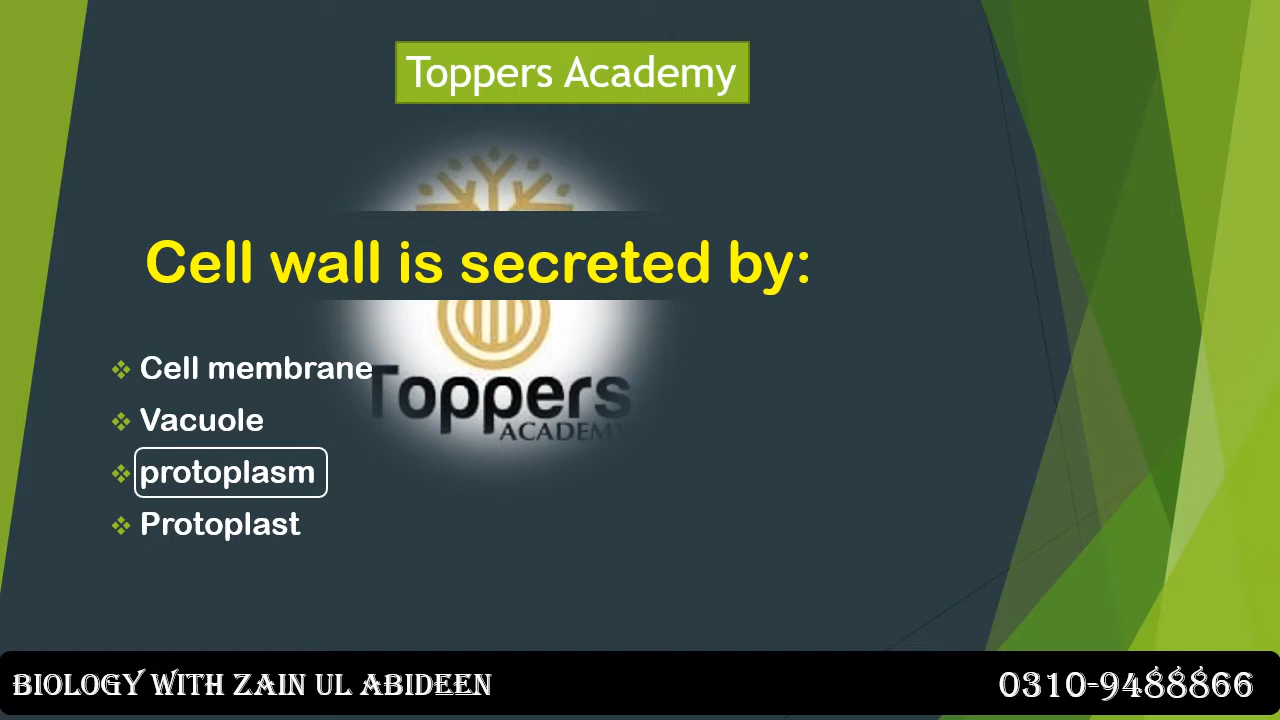 Toppers Academy
Cell wall is secreted by:
Cell membrane
Toppers
ACADEMY
Vacuole
protoplasm
Protoplast
BIOLOGY WITH ZAIN UL ABIDEEN
0310-9488866